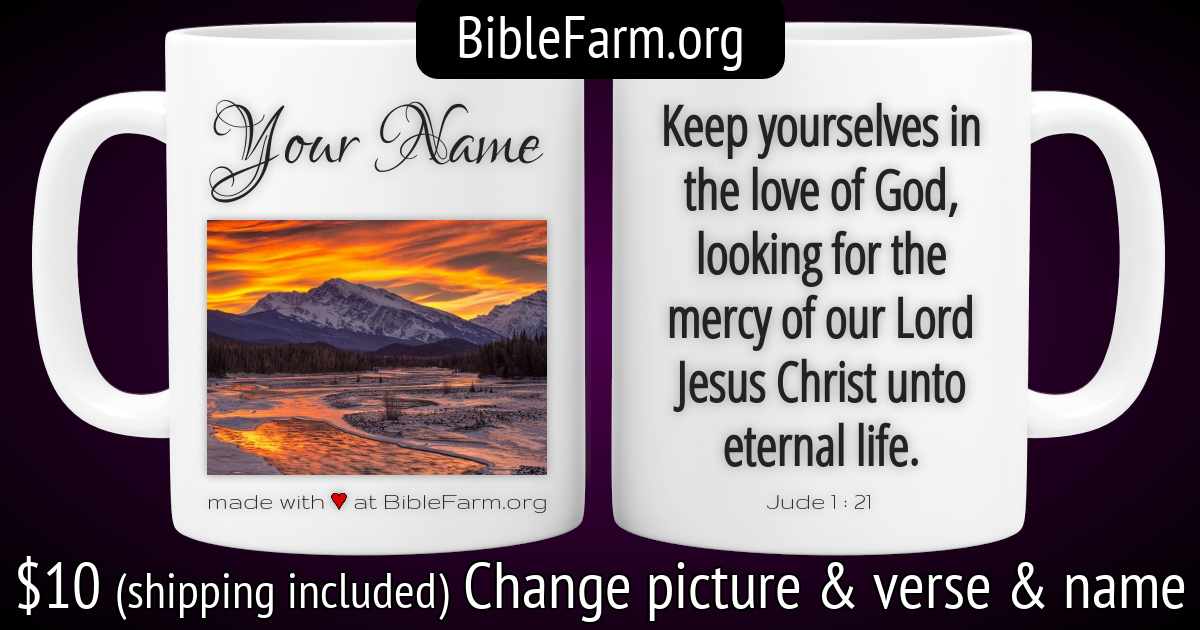 BibleFarm.org
Your Name
made with ♥ at BibleFarm.org
Keep yourselves in
the love of God,
looking for the
mercy of our Lord
Jesus Christ unto
eternal life.
Jude 1 : 21
$10 (shipping included) Change picture & verse & name